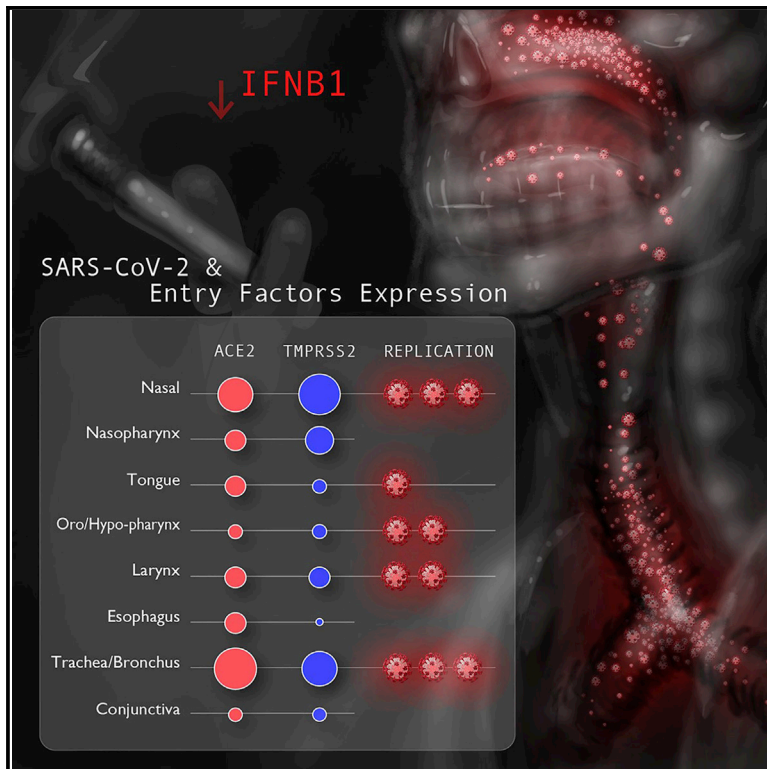 IFNB1
SARS-CoV-2 &
Entry Factors Expression
ACE2 TMPRSS2 REPLICATION
Nasal
Nasopharynx
Tongue
Oro/Hypo-pharynx
Larynx
Esophagus
Trachea/Bronchus
Conjunctiva